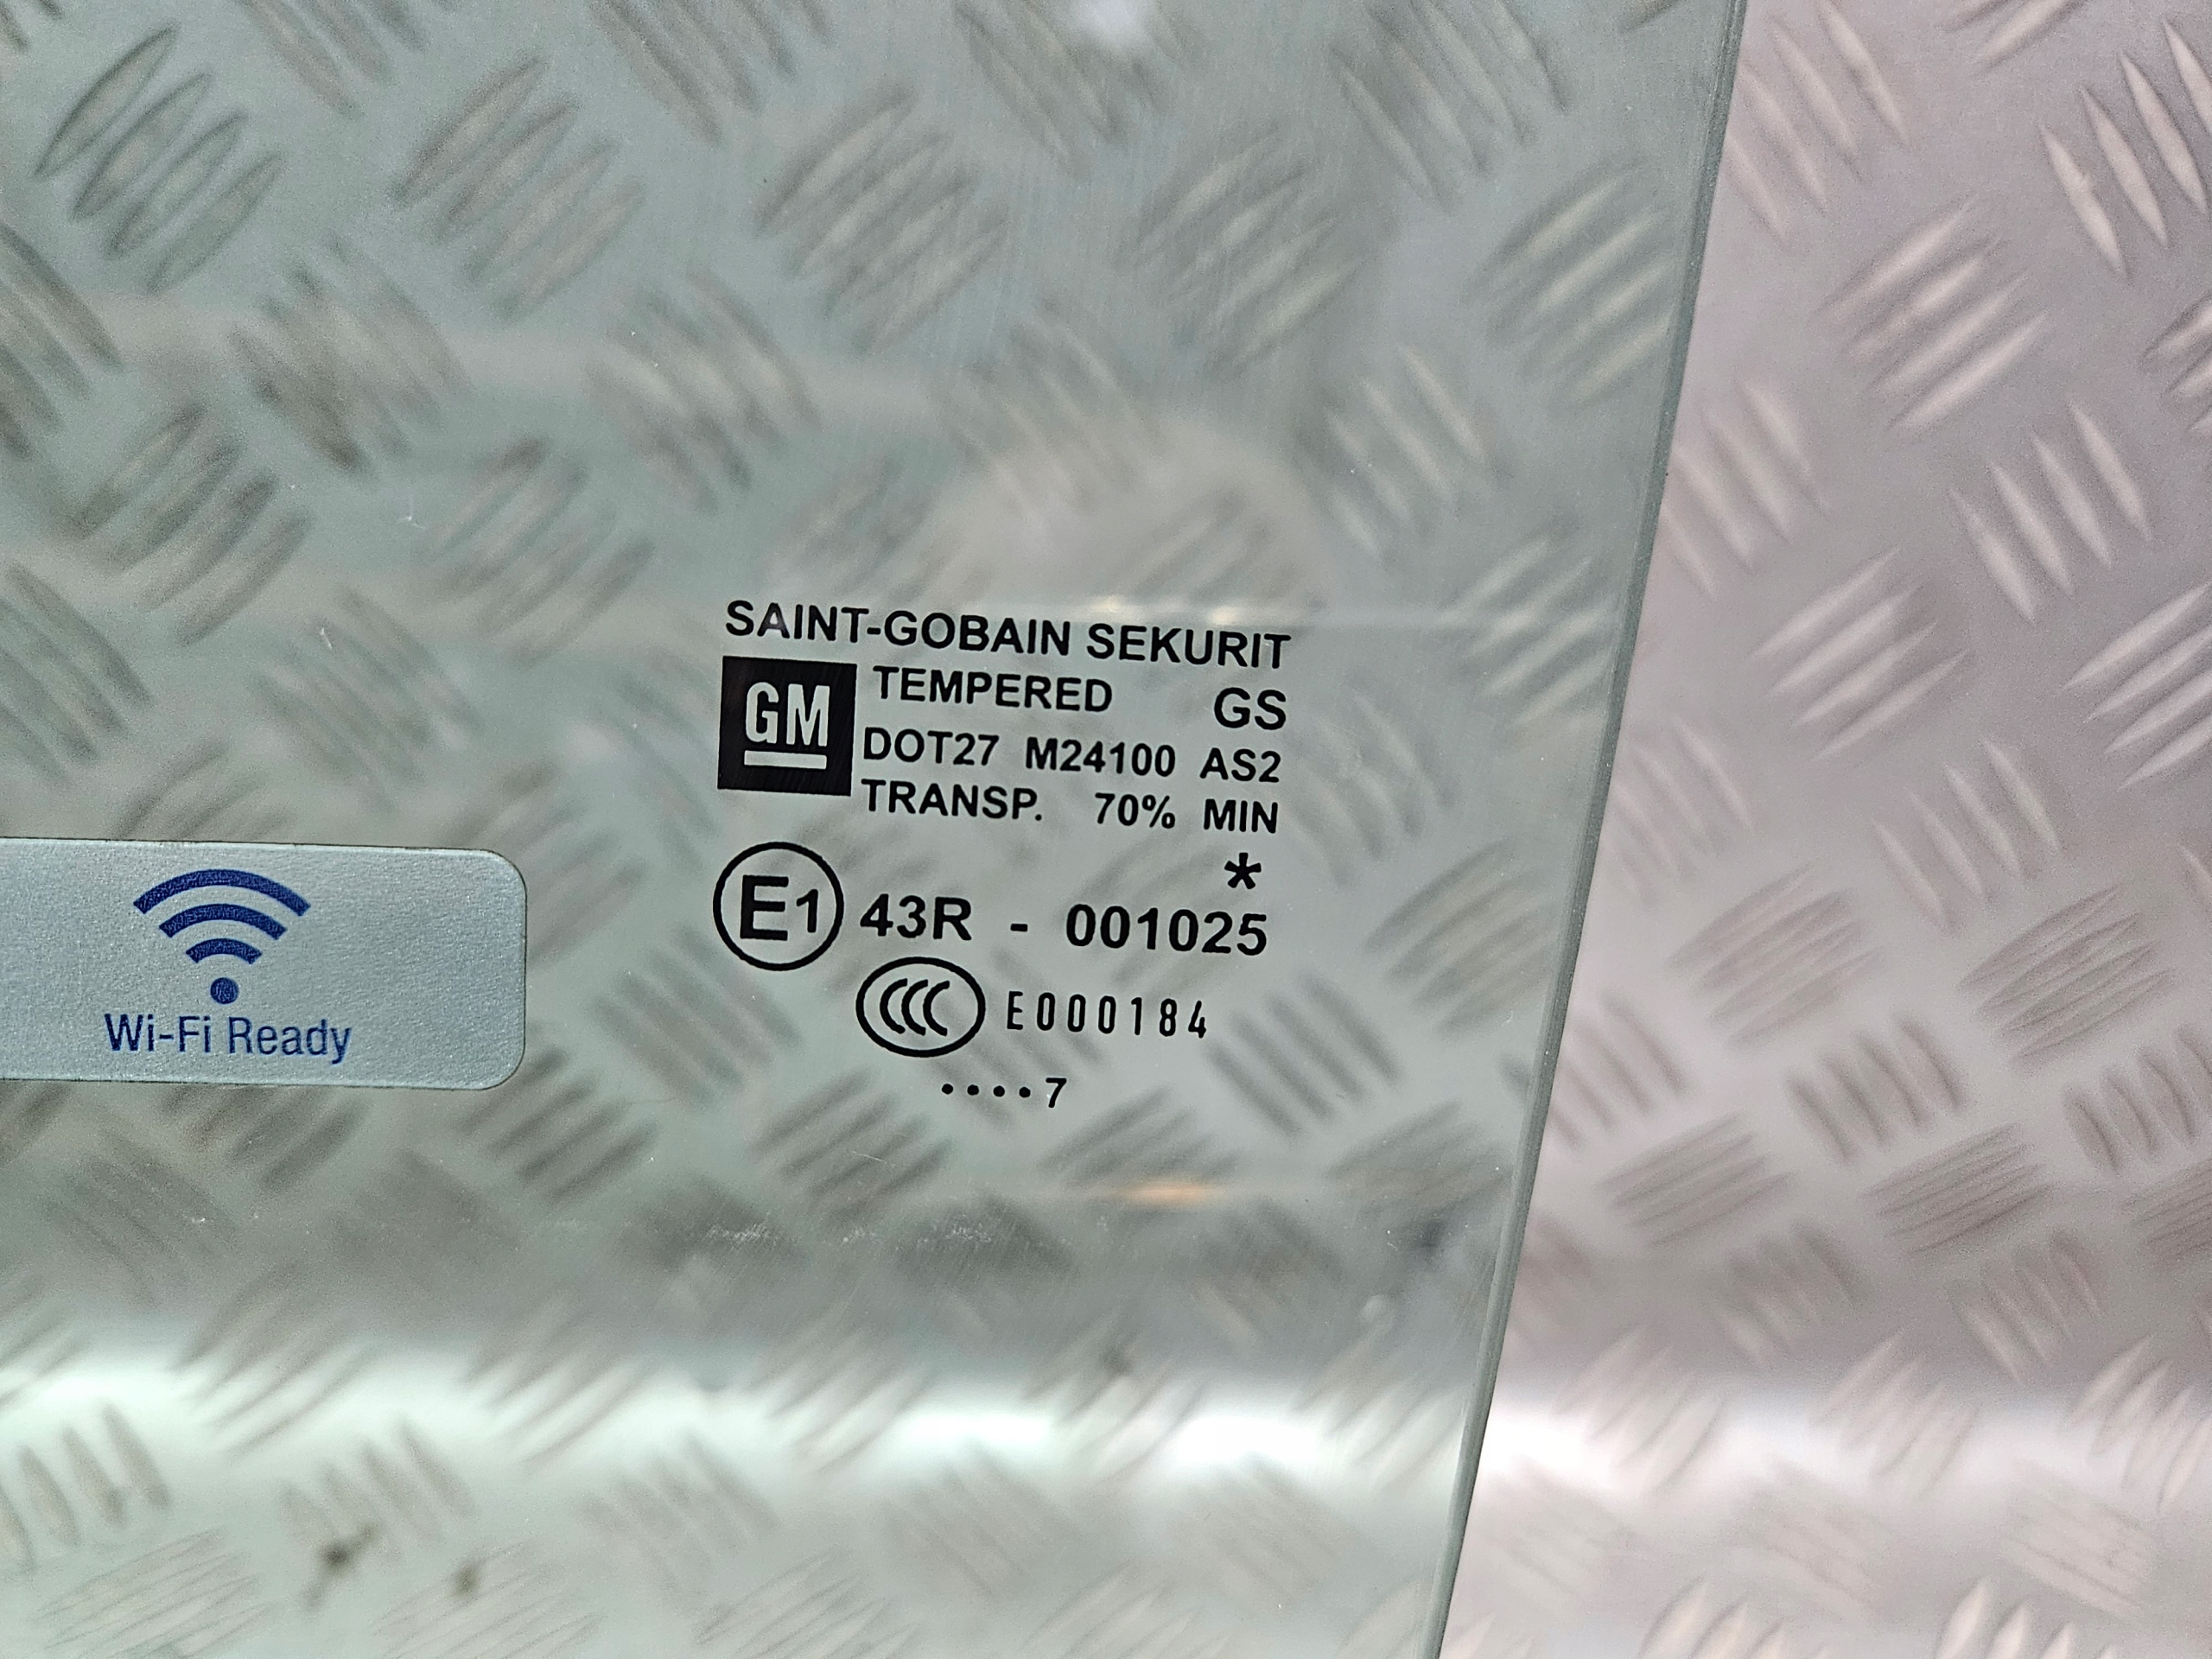 SAINT-GOBAIN SEKURIT
GM
TEMPERED GS
DOT27 M24100 AS2
TRANSP. 70% MIN
*
E1 43R - 001025
CCC E000184
....7
Wi-Fi Ready